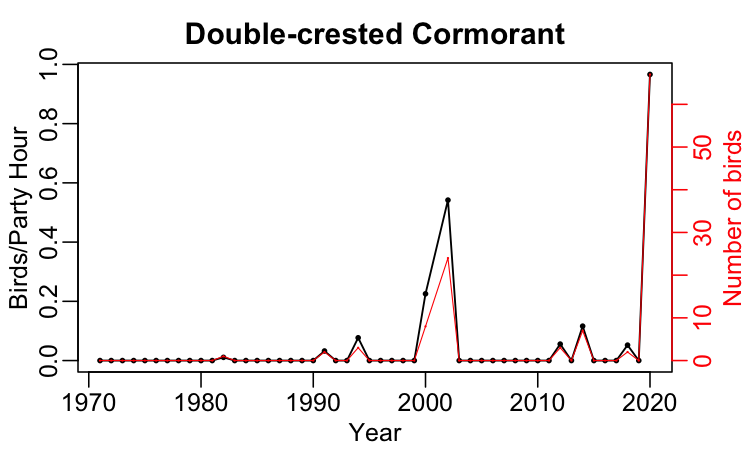 Double-crested Cormorant
Birds/Party Hour
0.0 0.2 0.4 0.6 0.8 1.0
1970 1980 1990 2000 2010 2020
Year
0 10 30 50
Number of birds